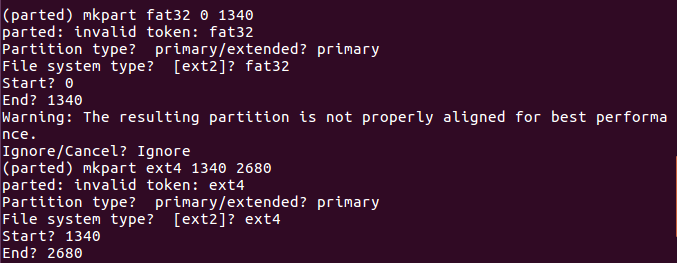 (parted) mkpart fat32 0 1340
parted: invalid token: fat32
Partition type?  primary/extended? primary
File system type?  [ext2]? fat32
Start? 0
End? 1340
Warning: The resulting partition is not properly aligned for best performa
nce.
Ignore/Cancel? Ignore
(parted) mkpart ext4 1340 2680
parted: invalid token: ext4
Partition type?  primary/extended? primary
File system type?  [ext2]? ext4
Start? 1340
End? 2680